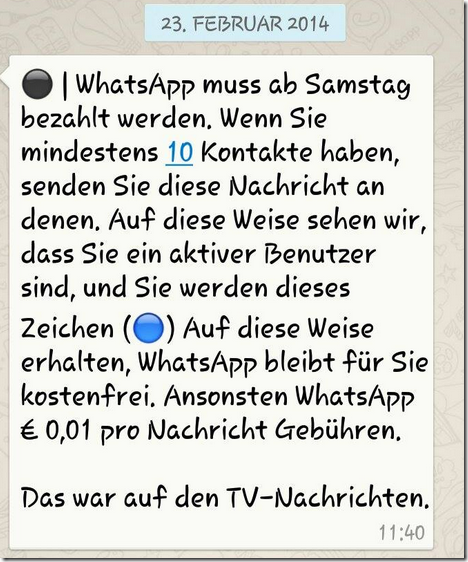 23. FEBRUAR 2014
⚫ | WhatsApp muss ab Samstag
bezahlt werden. Wenn Sie
mindestens 10 Kontakte haben,
senden Sie diese Nachricht an
denen. Auf diese Weise sehen wir,
dass Sie ein aktiver Benutzer
sind, und Sie werden dieses
Zeichen (🔵) Auf diese Weise
erhalten, WhatsApp bleibt für Sie
kostenfrei. Ansonsten WhatsApp
€ 0,01 pro Nachricht Gebühren.
Das war auf den TV-Nachrichten.
11:40